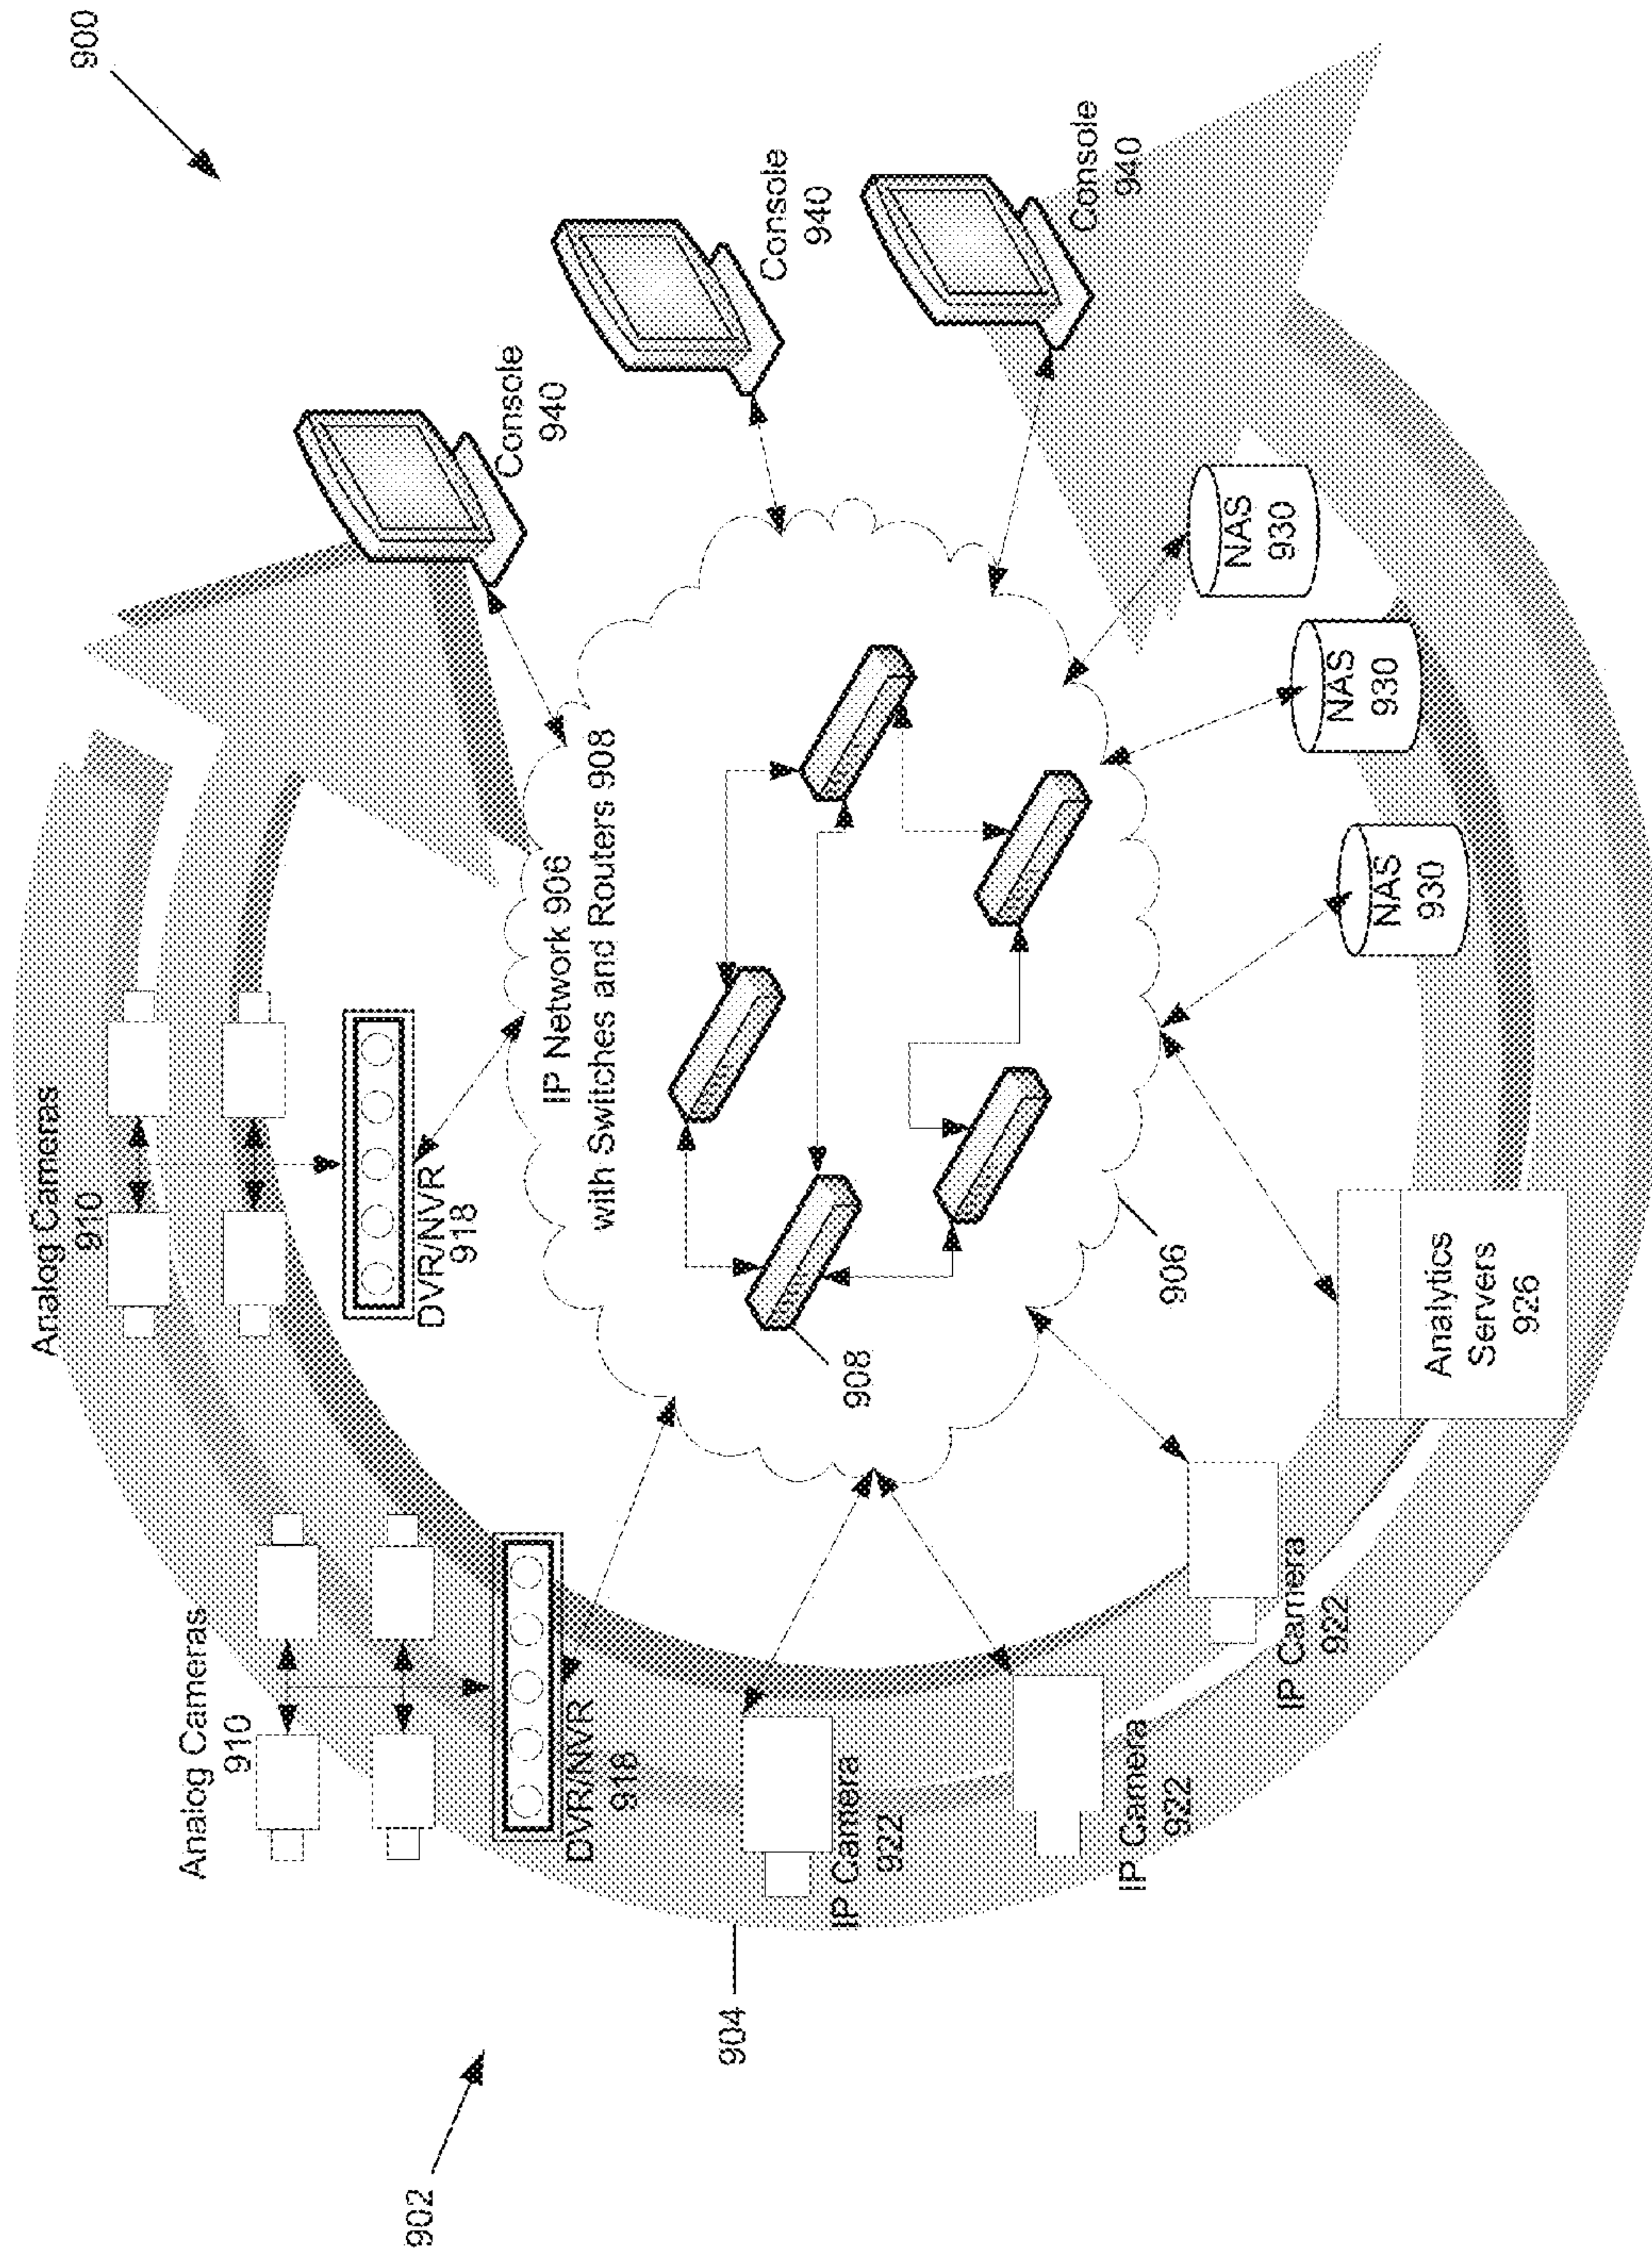 900
902
904
Analog Cameras
910
Analog Cameras
910
DVR/NVR
918
DVR/NVR
918
IP Network 906
with Switches and Routers 908
Console
940
Console
940
Console
940
908
906
IP Camera
922
IP Camera
922
IP Camera
922
Analytics
Servers
926
NAS
930
NAS
930
NAS
930